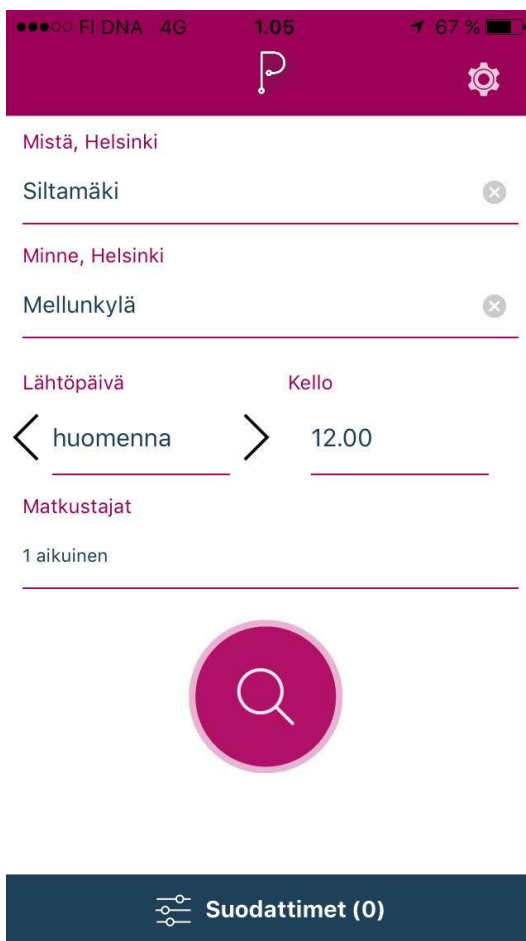 FI DNA 4G 1.05 67 %
Mistä, Helsinki
Siltamäki
Minne, Helsinki
Mellunkylä
Lähtöpäivä Kello
huomenna 12.00
Matkustajat
1 aikuinen
Suodattimet (0)